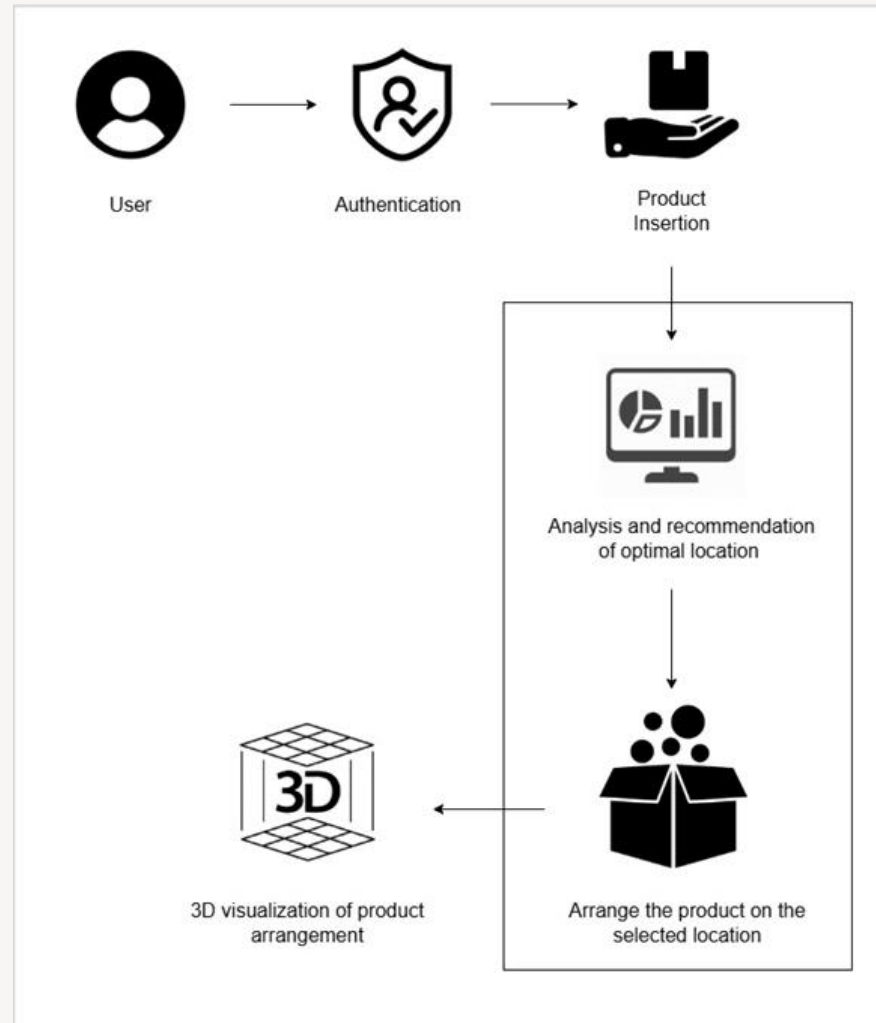 User
Authentication
Product
Insertion
Analysis and recommendation
of optimal location
3D
3D visualization of product
arrangement
Arrange the product on the
selected location